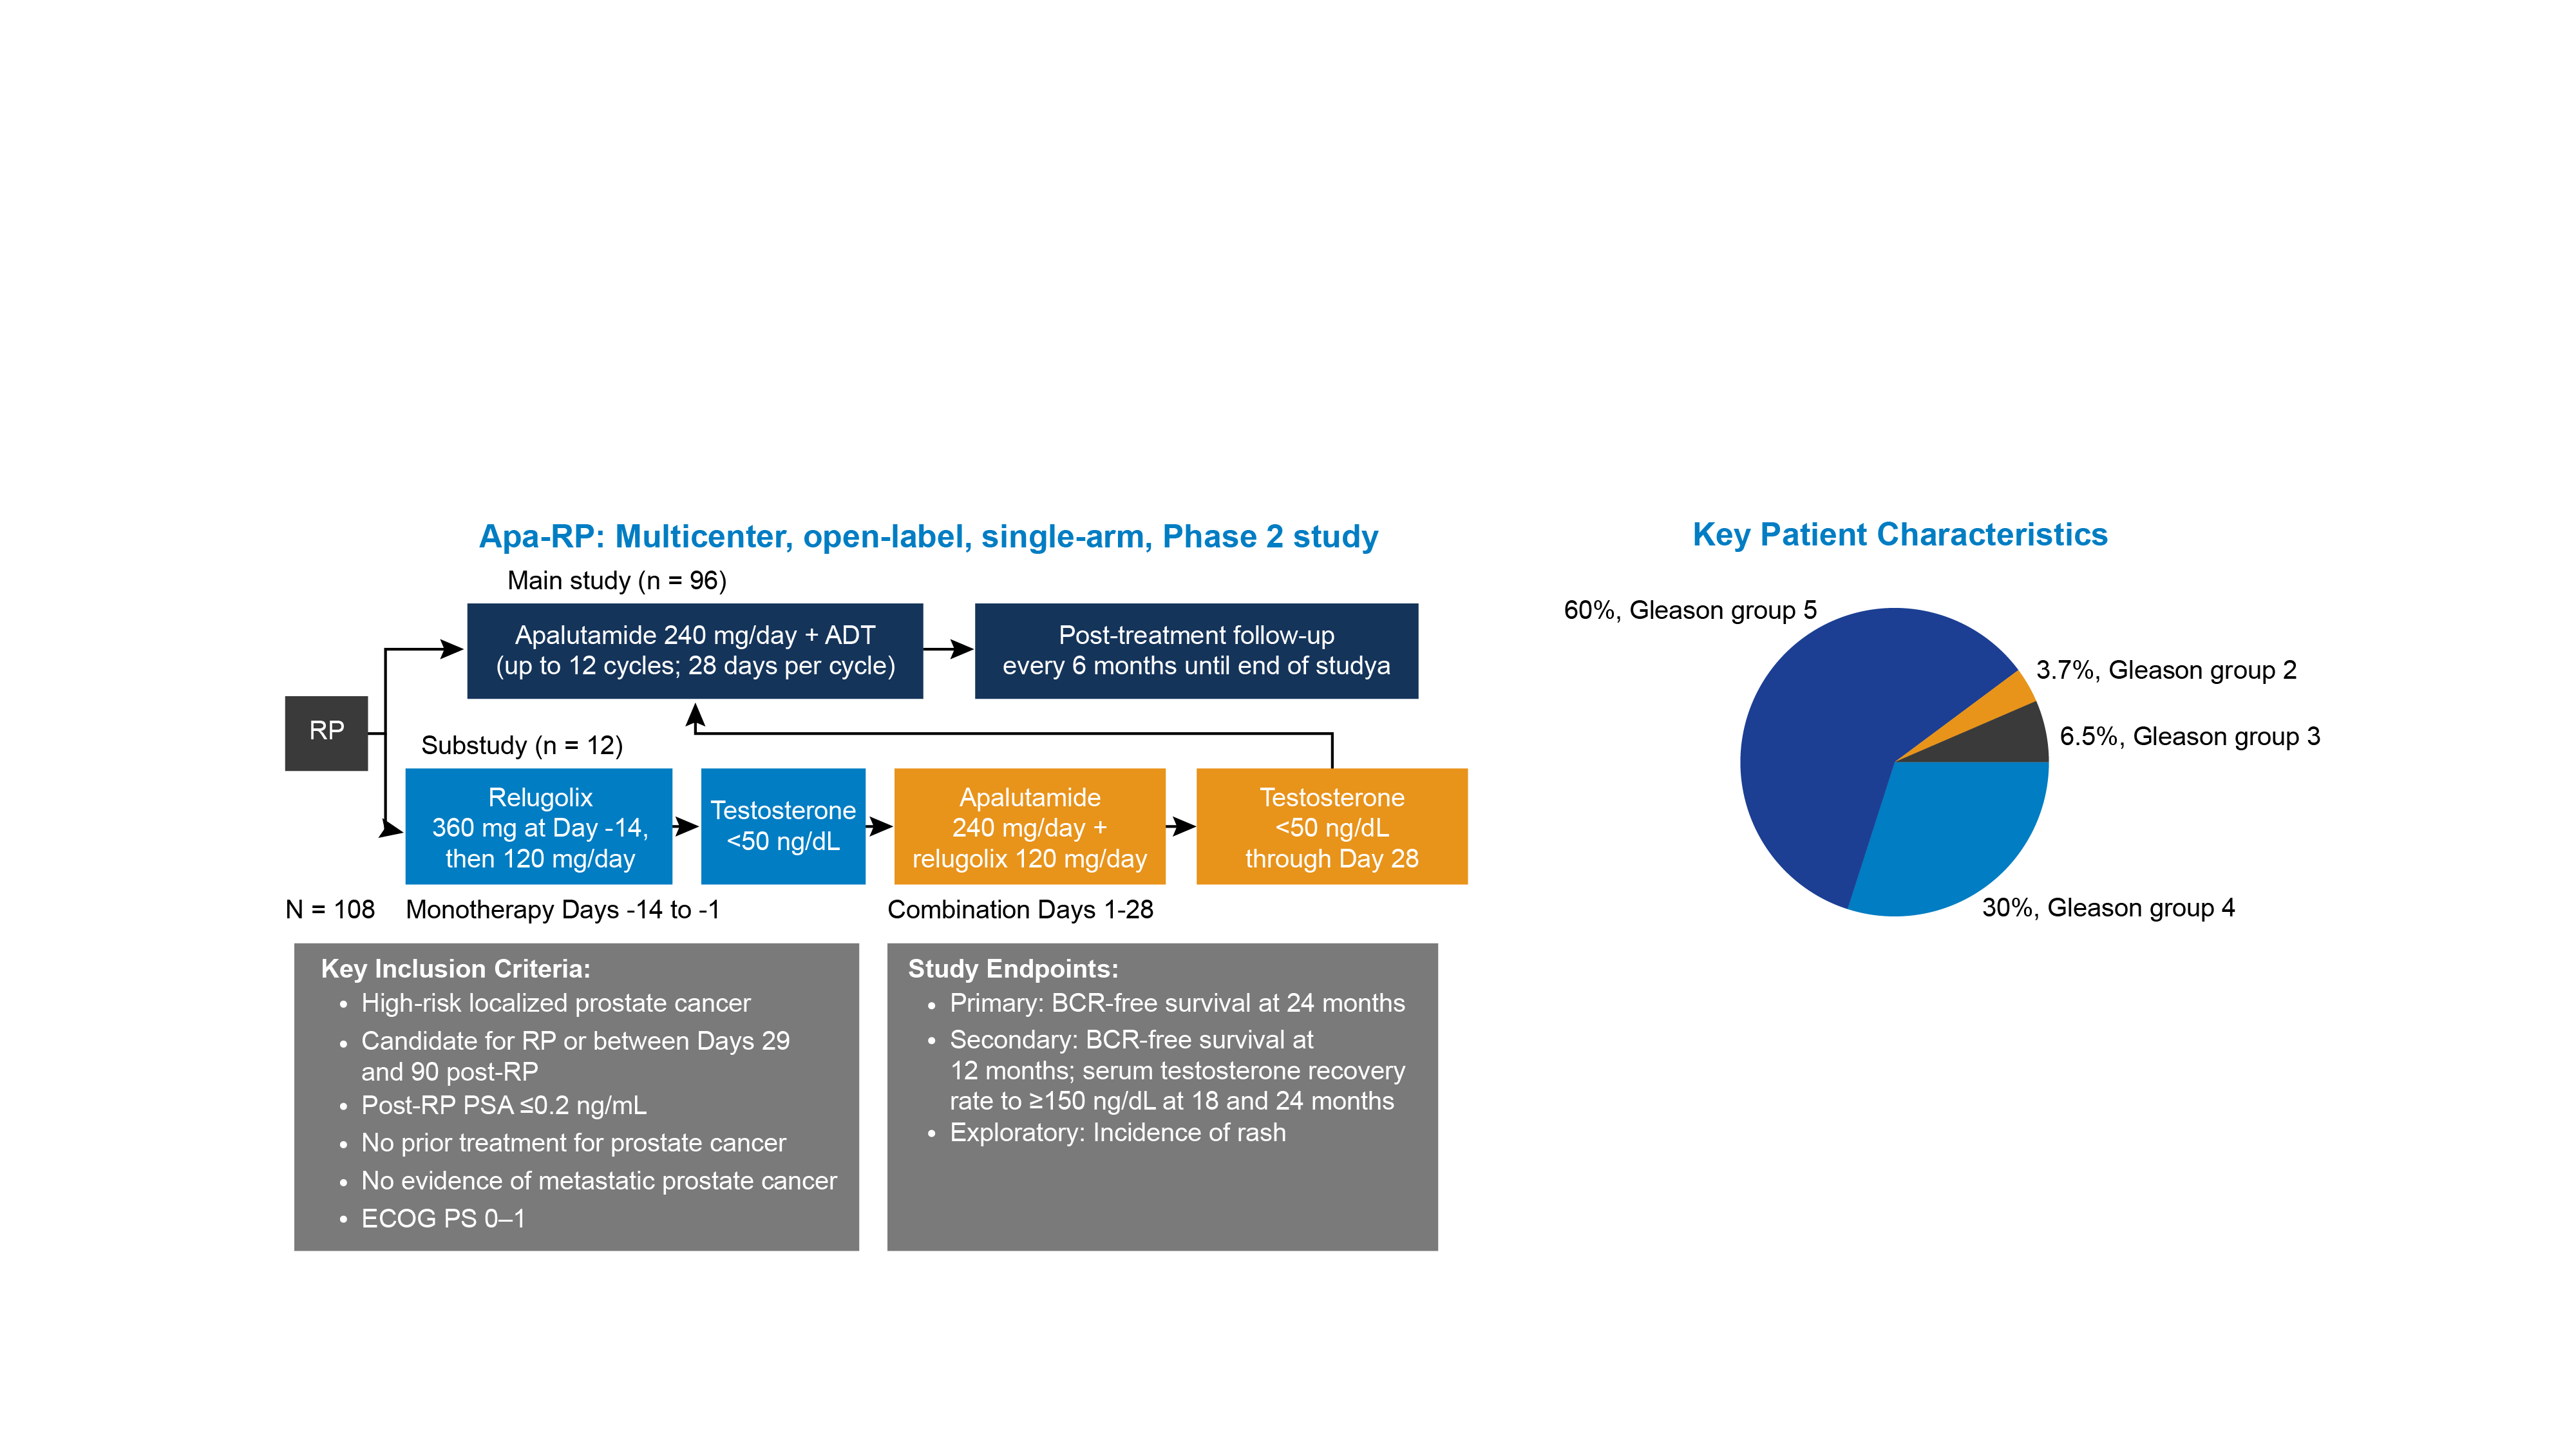 Apa-RP: Multicenter, open-label, single-arm, Phase 2 study
Main study (n = 96)
Apalutamide 240 mg/day + ADT
(up to 12 cycles; 28 days per cycle)
Post-treatment follow-up
every 6 months until end of studya
RP
Substudy (n = 12)
Relugolix
360 mg at Day -14,
then 120 mg/day
Testosterone
<50 ng/dL
Apalutamide
240 mg/day +
relugolix 120 mg/day
Testosterone
<50 ng/dL
through Day 28
N = 108
Monotherapy Days -14 to -1
Combination Days 1-28
Key Inclusion Criteria:
• High-risk localized prostate cancer
• Candidate for RP or between Days 29
and 90 post-RP
• Post-RP PSA ≤0.2 ng/mL
• No prior treatment for prostate cancer
• No evidence of metastatic prostate cancer
• ECOG PS 0–1
Study Endpoints:
• Primary: BCR-free survival at 24 months
• Secondary: BCR-free survival at
12 months; serum testosterone recovery
rate to ≥150 ng/dL at 18 and 24 months
• Exploratory: Incidence of rash
Key Patient Characteristics
60%, Gleason group 5
3.7%, Gleason group 2
6.5%, Gleason group 3
30%, Gleason group 4